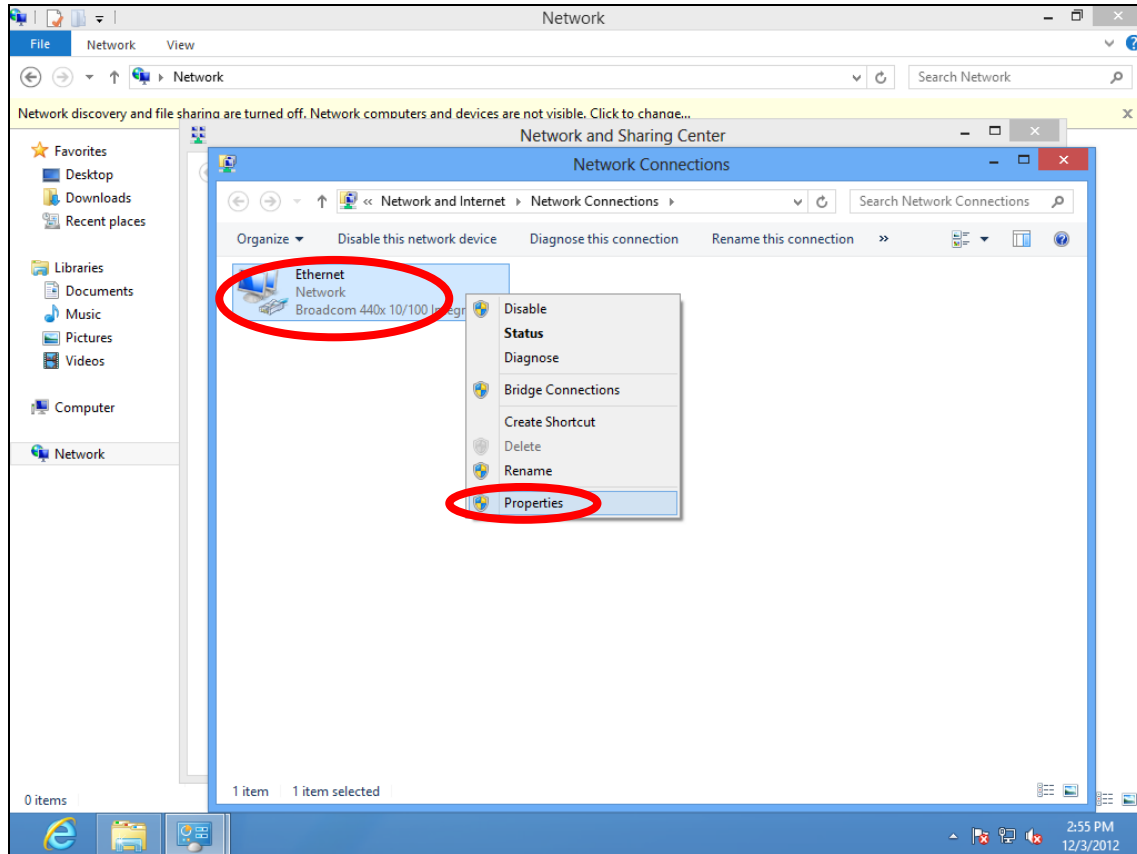 Network
File Network View
Network
Search Network
Network discovery and file sharing are turned off. Network computers and devices are not visible. Click to change...
Network and Sharing Center
Network Connections
Favorites
Desktop
Downloads
Recent places
Libraries
Documents
Music
Pictures
Videos
Computer
Network
« Network and Internet Network Connections
Search Network Connections
Organize Disable this network device Diagnose this connection Rename this connection »
Ethernet
Network
Broadcom 440x 10/100 Integr
Disable
Status
Diagnose
Bridge Connections
Create Shortcut
Delete
Rename
Properties
1 item 1 item selected
0 items
2:55 PM
12/3/2012